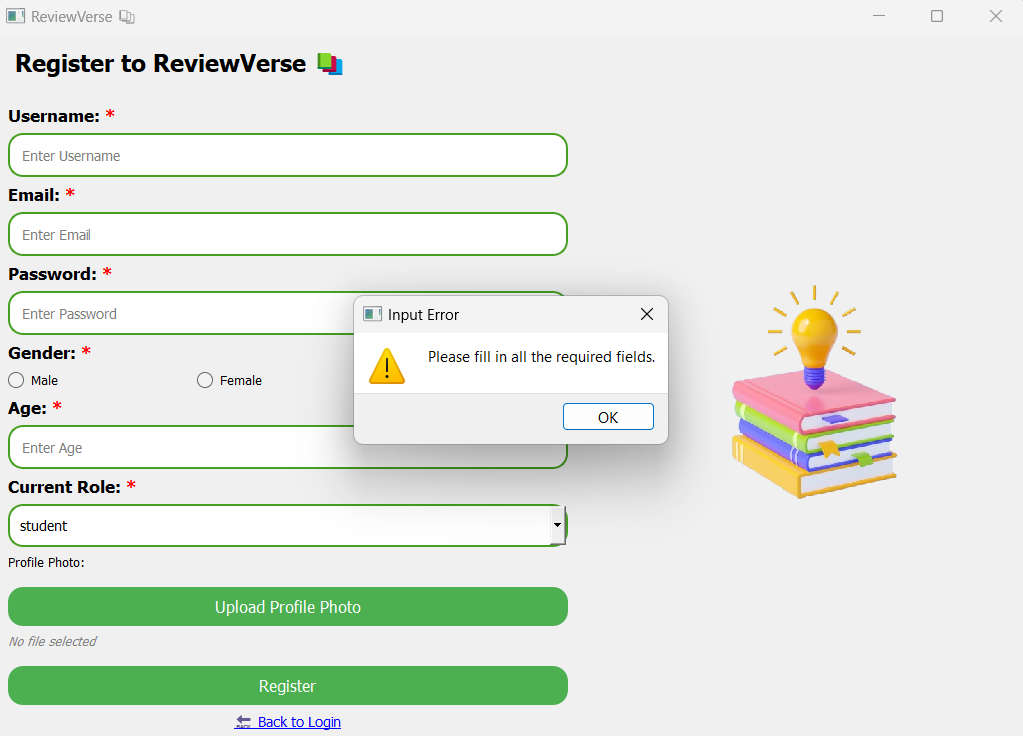 ReviewVerse
Register to ReviewVerse
Username: *
Enter Username
Email: *
Enter Email
Password: *
Enter Password
Gender: *
Male Female
Age: *
Enter Age
Current Role: *
student
Profile Photo:
Upload Profile Photo
No file selected
Register
BACK Back to Login
Input Error
Please fill in all the required fields.
OK